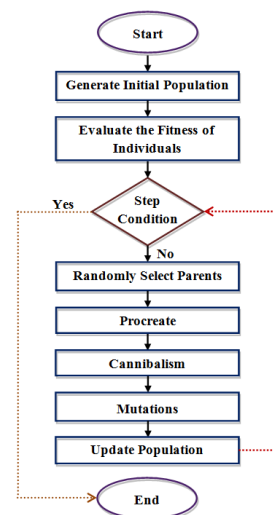 Start
Generate Initial Population
Evaluate the Fitness of
Individuals
Yes
Step
Condition
No
Randomly Select Parents
Procreate
Cannibalism
Mutations
Update Population
End